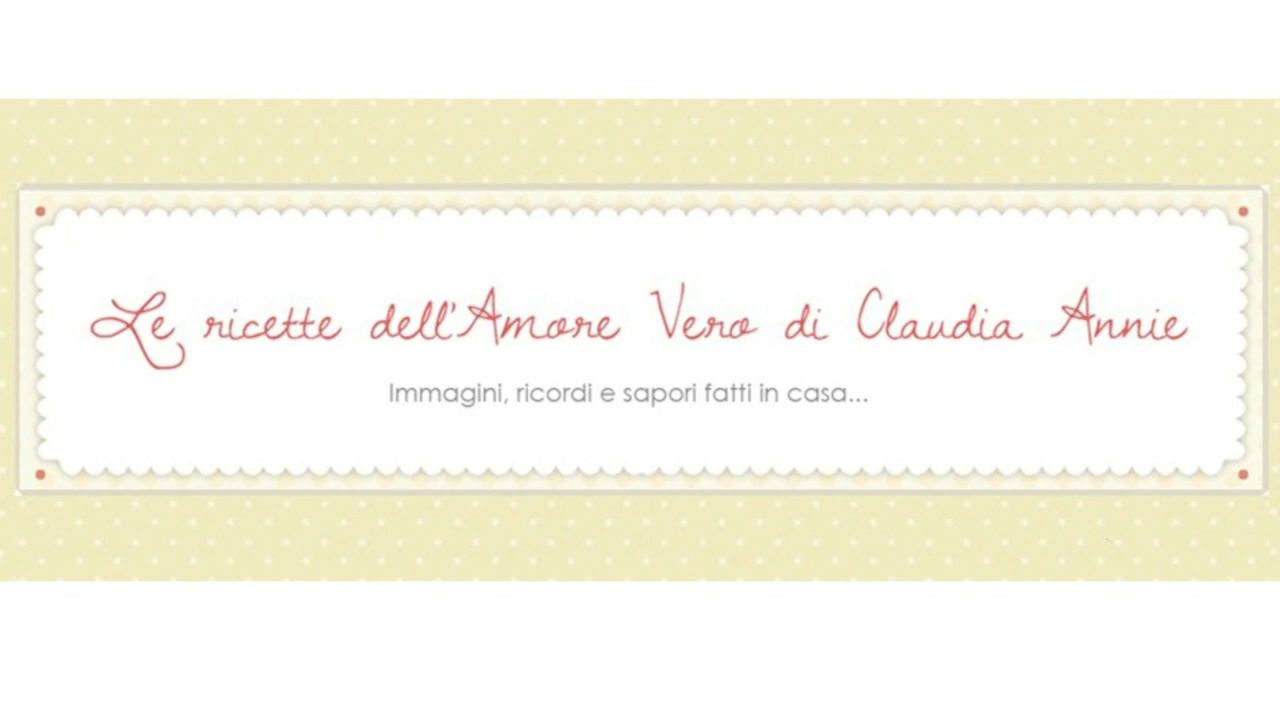 Le ricette dell'Amore Vero di Claudia Annie
Immagini, ricordi e sapori fatti in casa...